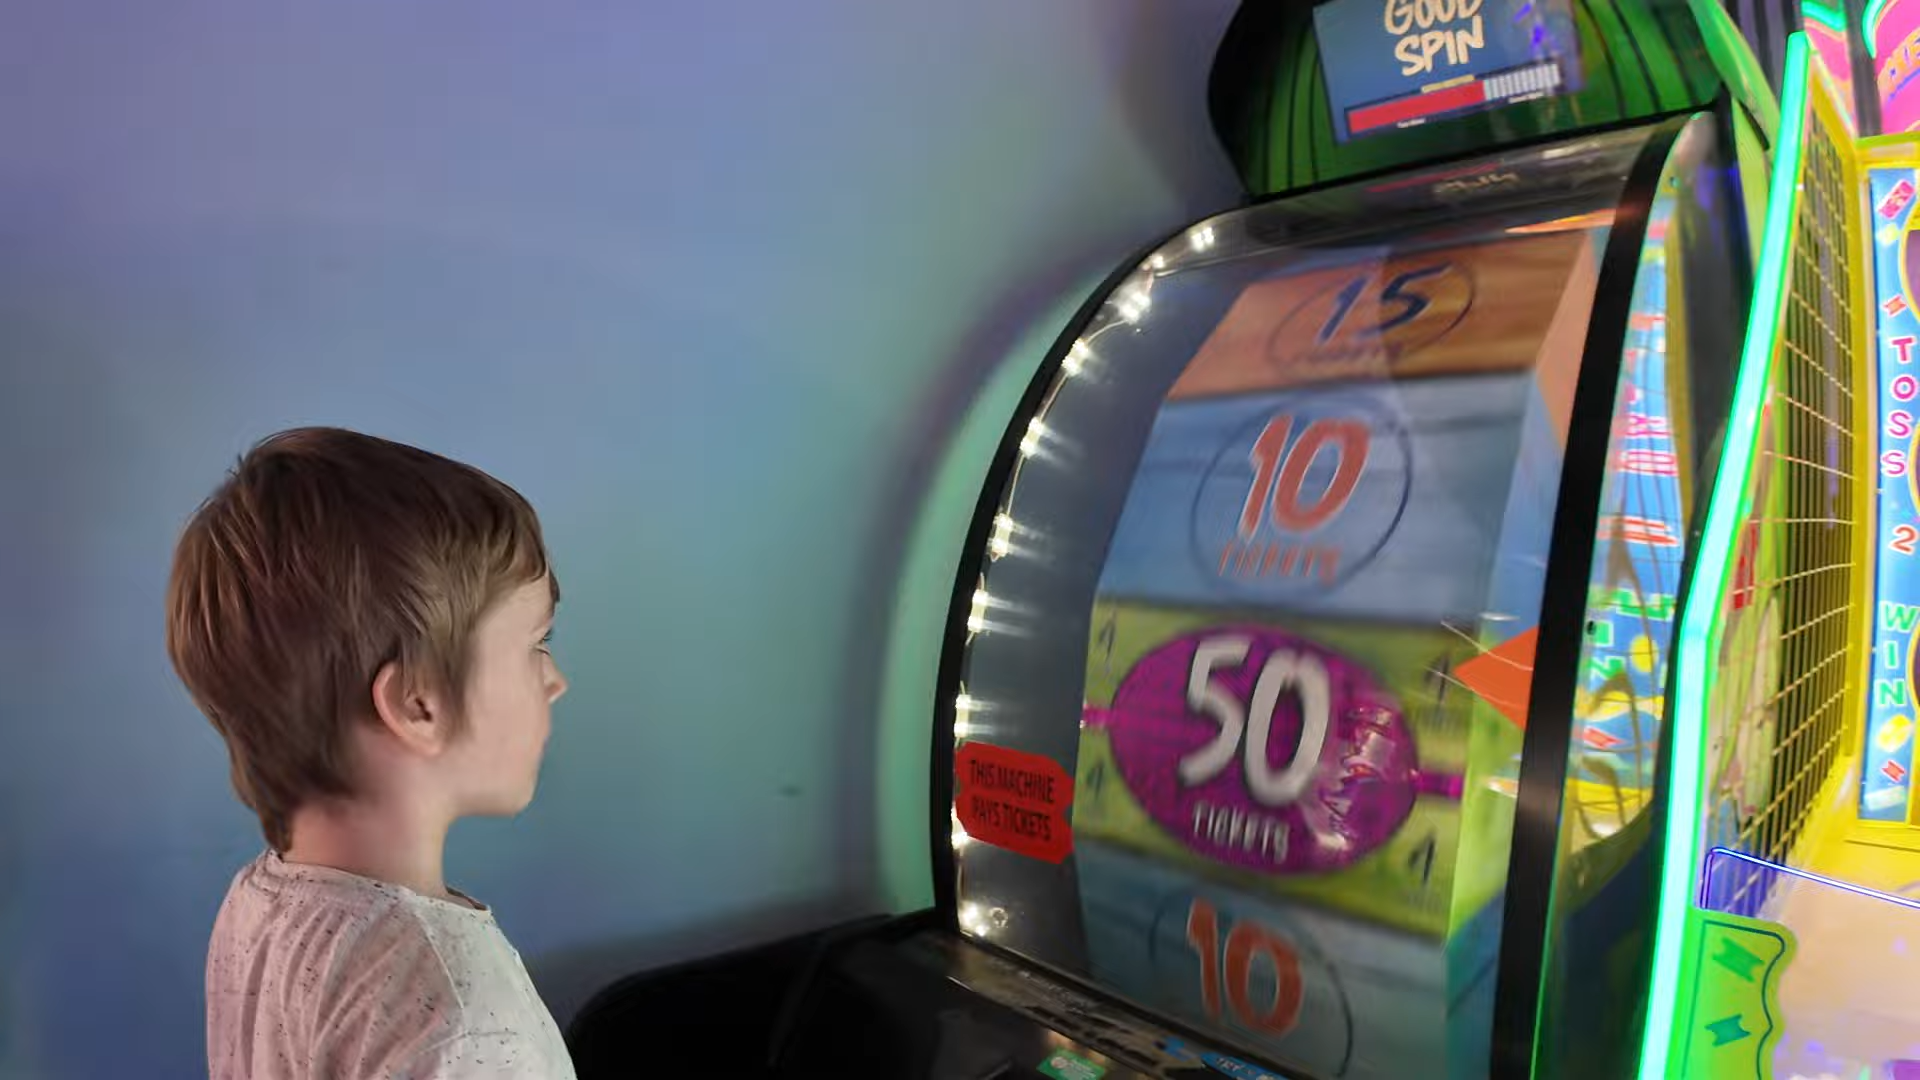 GOOD
SPIN
15
10
TICKETS
50
TICKETS
THIS MACHINE
PAYS TICKETS
10
TOSS 2 WIN